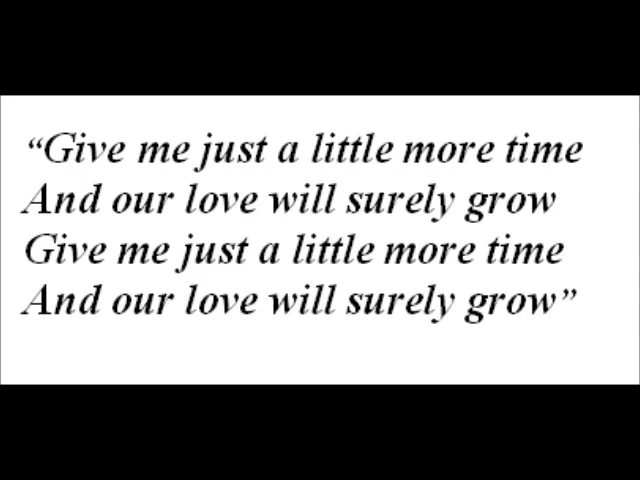 “Give me just a little more time
And our love will surely grow
Give me just a little more time
And our love will surely grow”